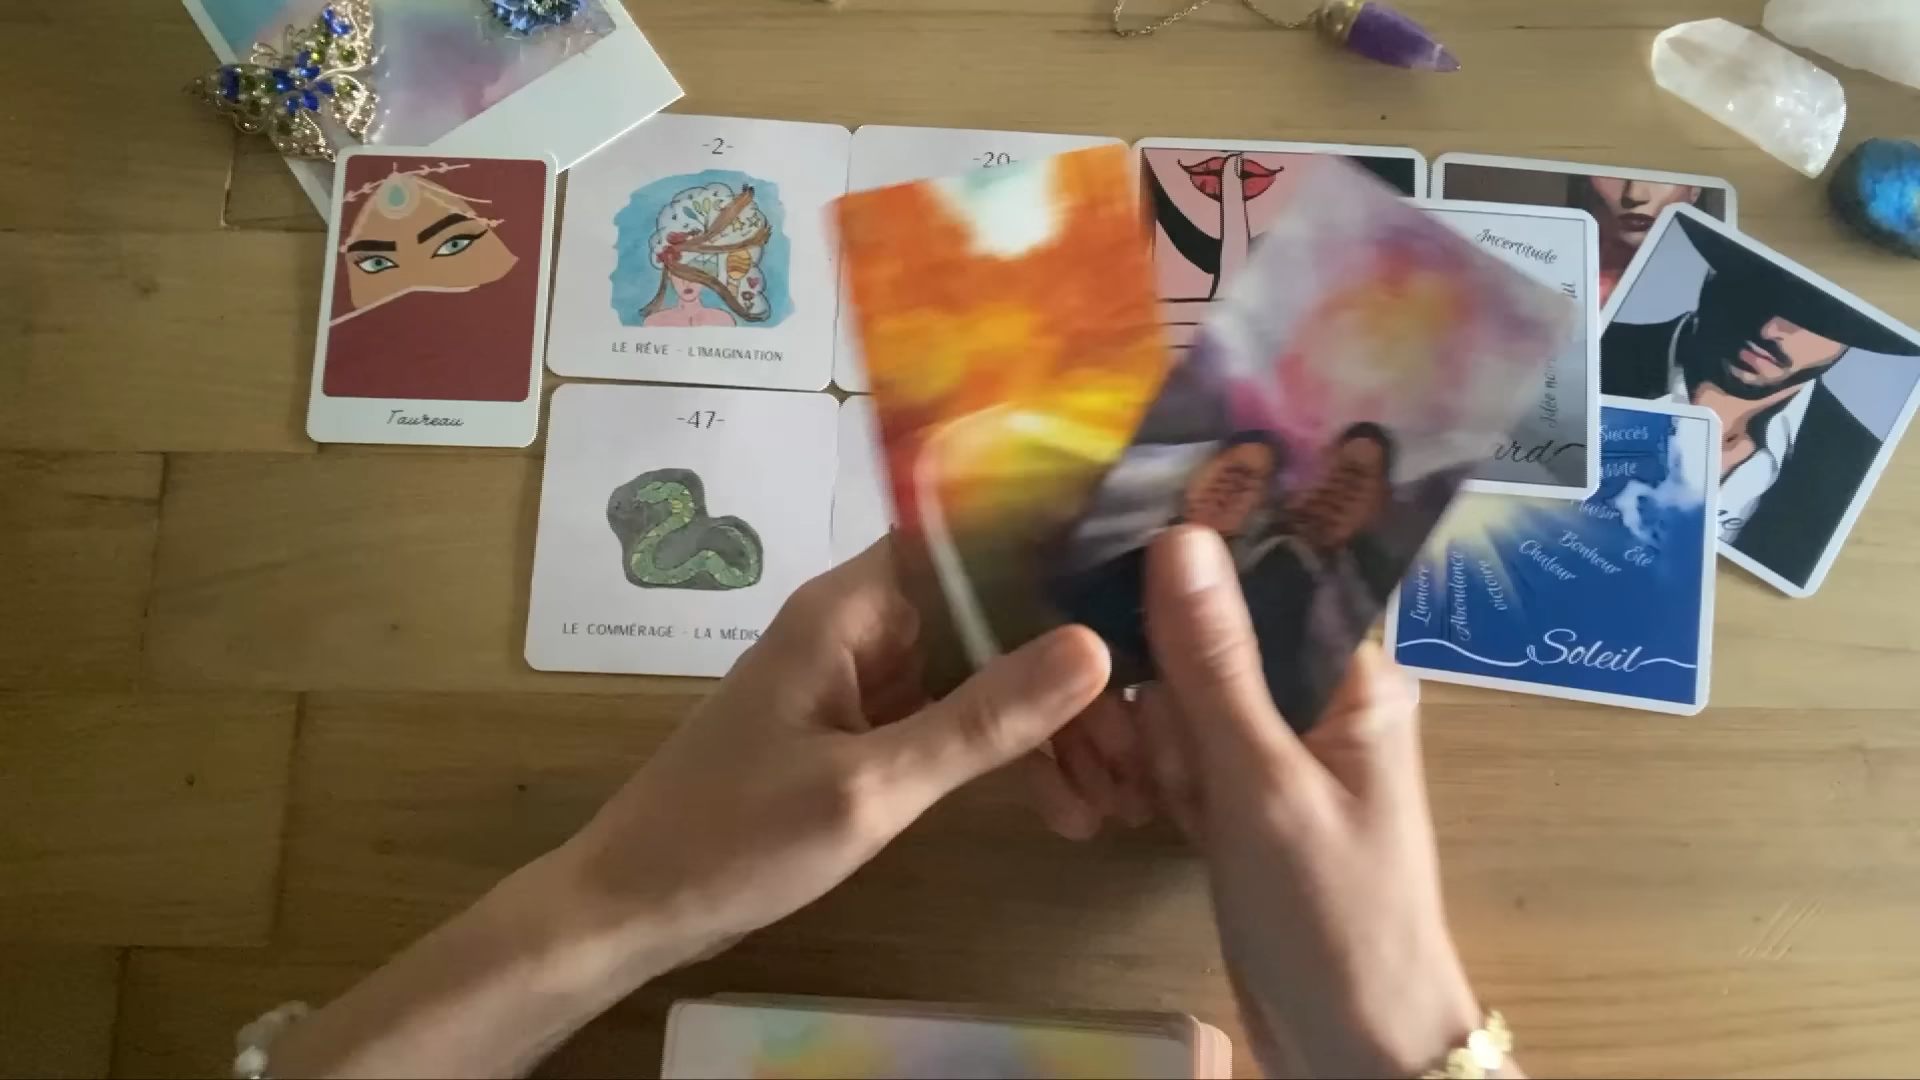 -2-
-20-
LE RÊVE - L'IMAGINATION
Taureau
-47-
LE COMMÉRAGE - LA MÉDIS
Incertitude
Succès
Plaisir
Bonheur
Été
Chaleur
Lumière
Abondance
victoire
Soleil